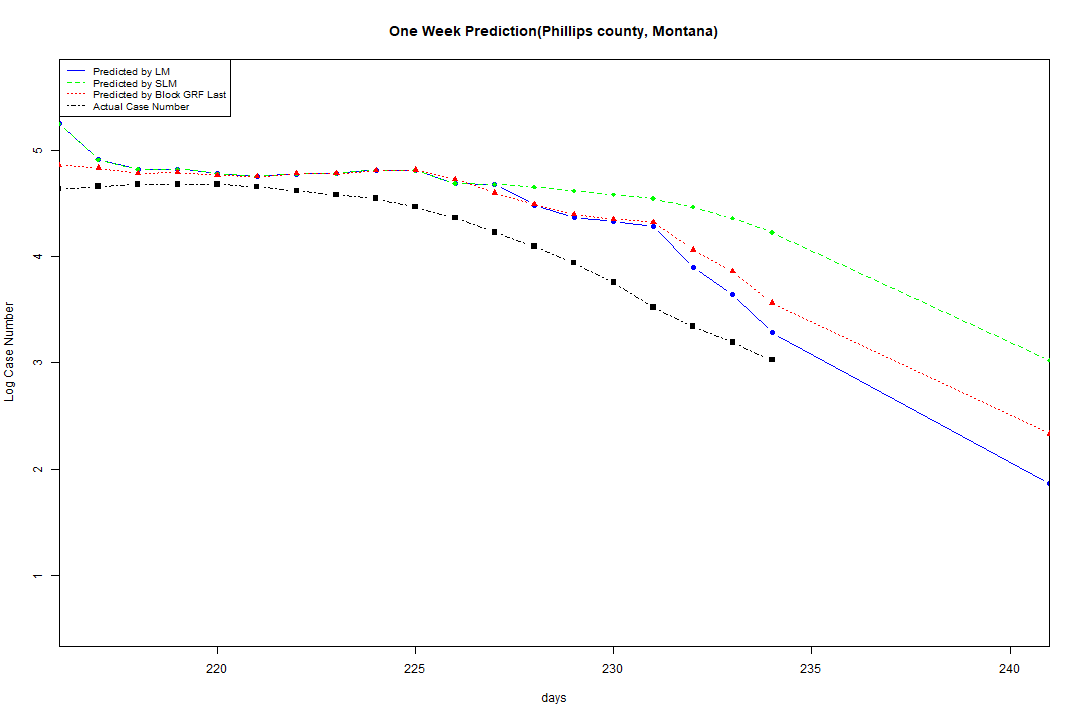 One Week Prediction(Phillips county, Montana)
Predicted by LM
Predicted by SLM
Predicted by Block GRF Last
Actual Case Number
5
4
3
2
1
Log Case Number
220 225 230 235 240
days